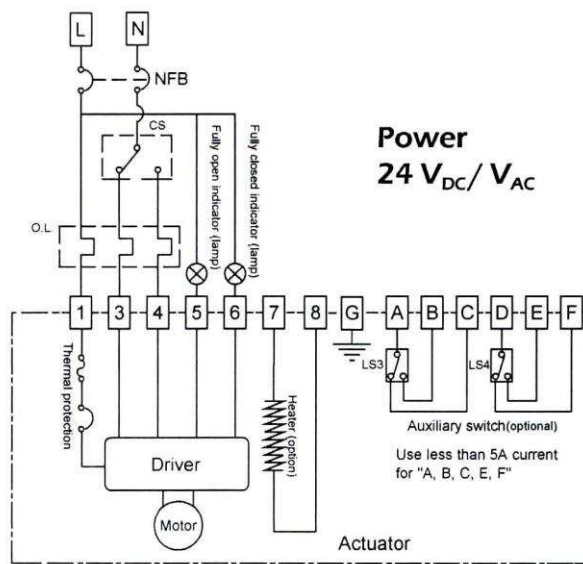 L N
NFB
CS
Power
24 VDC/ VAC
Fully open indicator (lamp)
Fully closed indicator (lamp)
O.L.
1 3 4 5 6 7 8 G A B C D E F
Thermal protection
Heater (option)
LS3
LS4
Auxiliary switch(optional)
Use less than 5A current
for "A, B, C, E, F"
Driver
Motor
Actuator